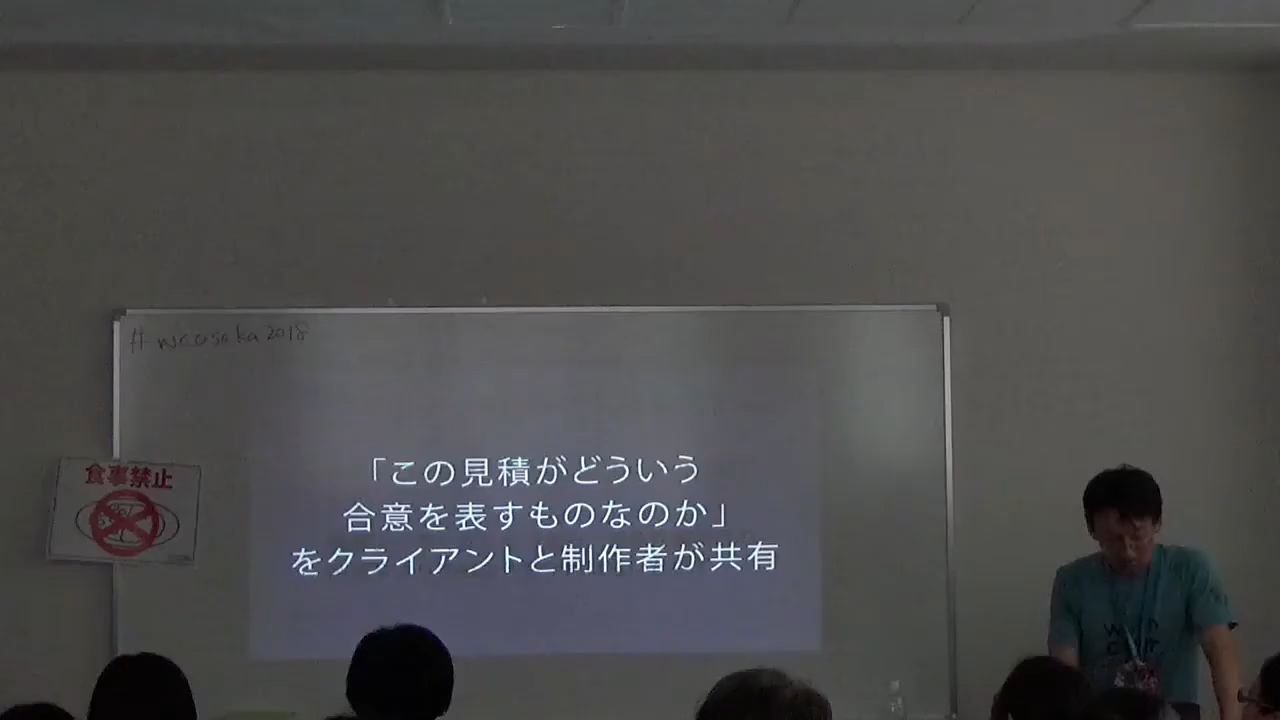 #wcosaka2018
食事禁止
「この見積がどういう
合意を表すものなのか」
をクライアントと制作者が共有